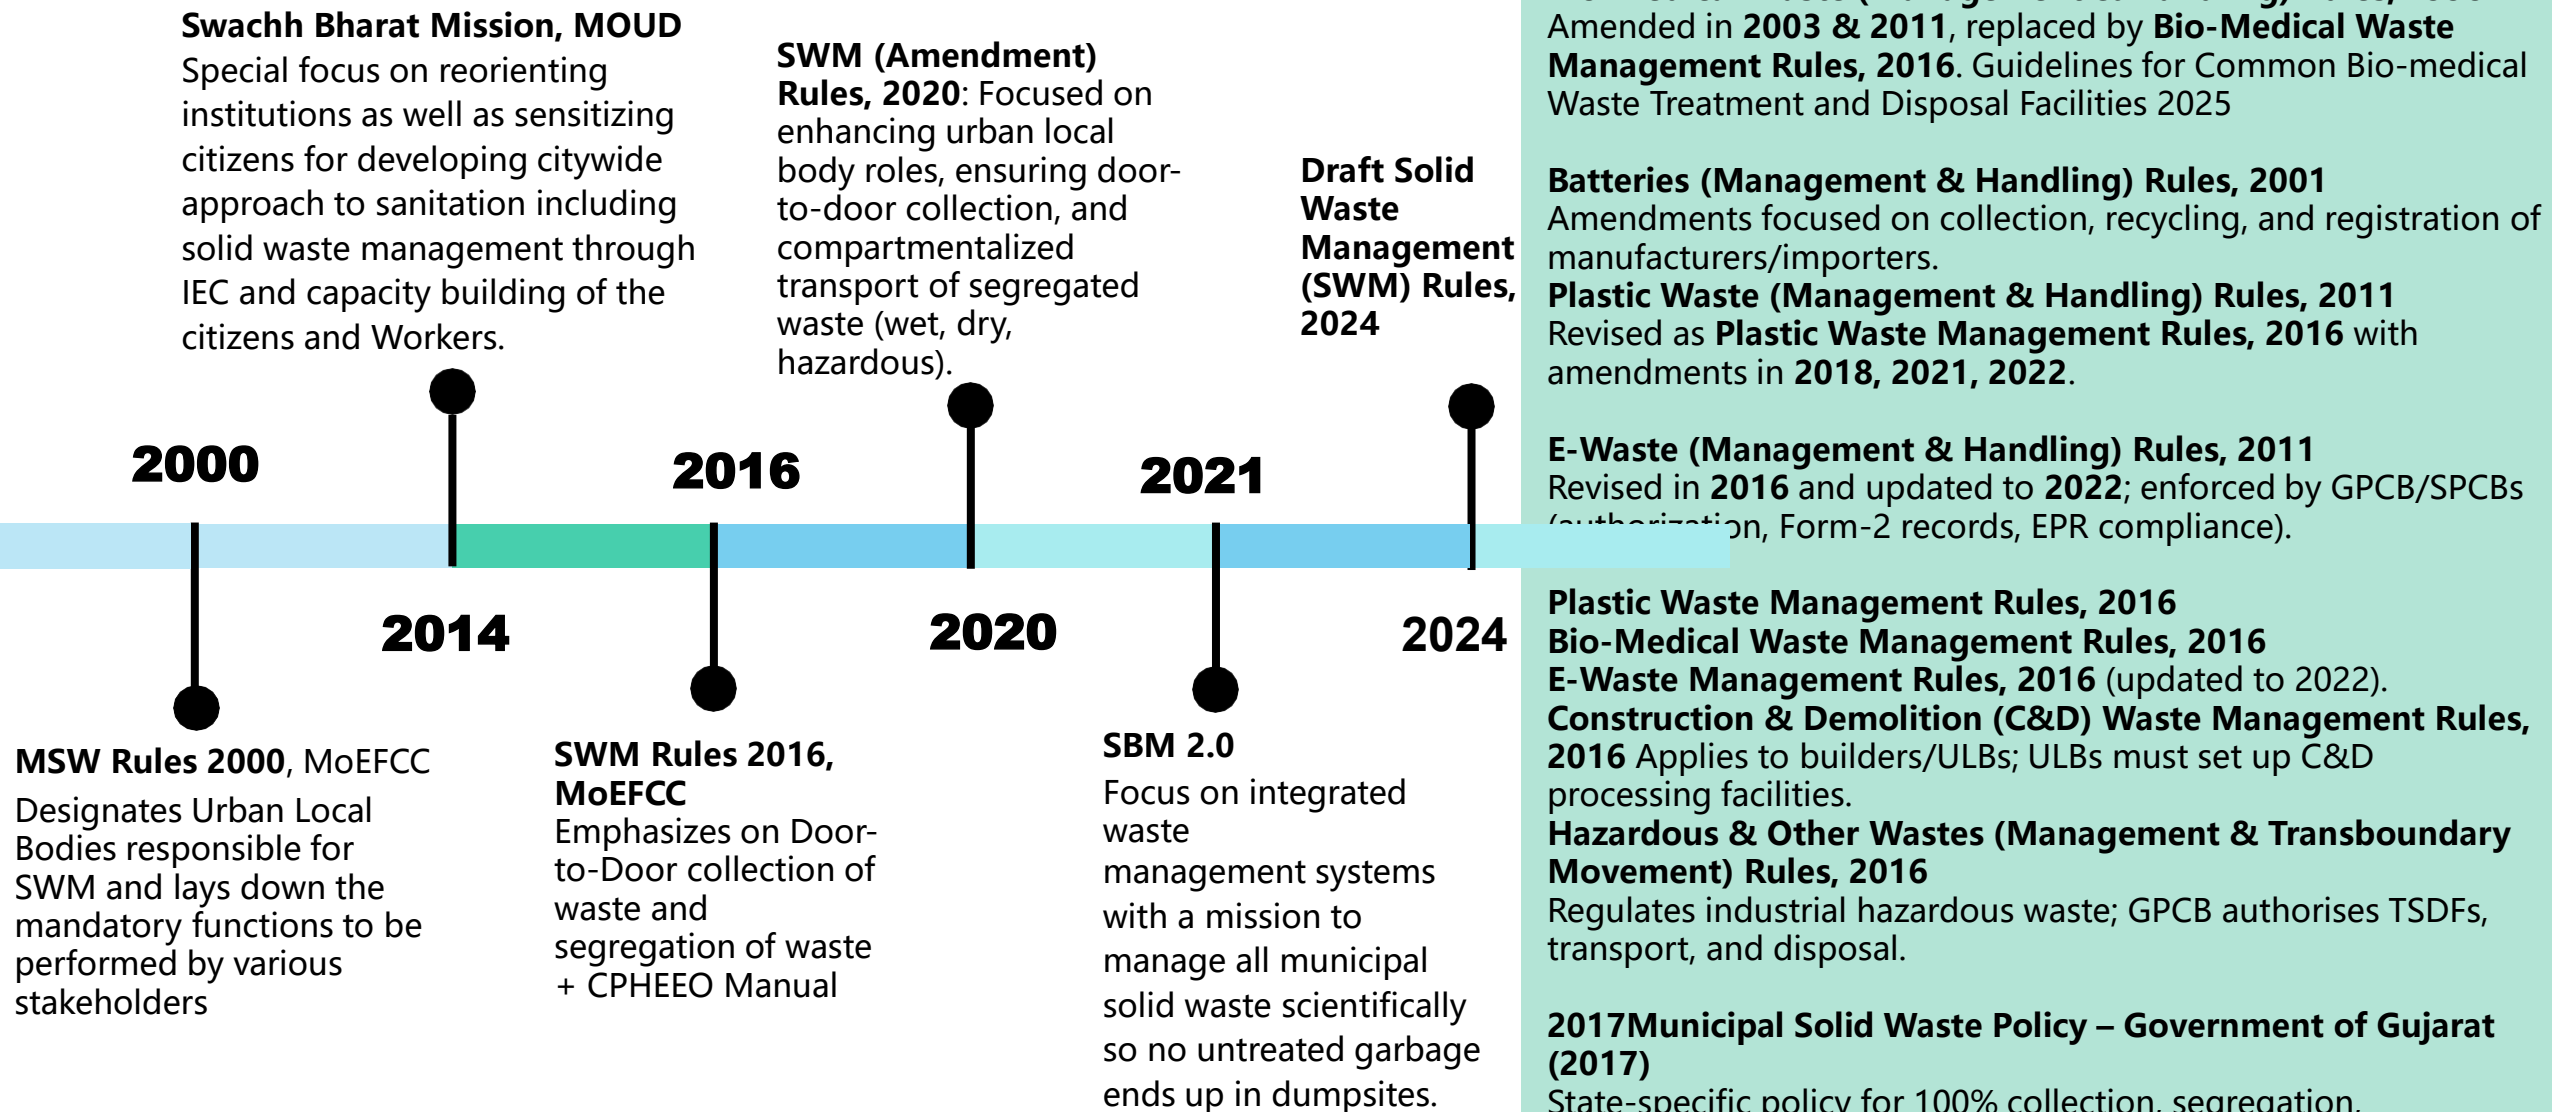 Swachh Bharat Mission, MOUD
Special focus on reorienting
institutions as well as sensitizing
citizens for developing citywide
approach to sanitation including
solid waste management through
IEC and capacity building of the
citizens and Workers.
SWM (Amendment)
Rules, 2020: Focused on
enhancing urban local
body roles, ensuring door-
to-door collection, and
compartmentalized
transport of segregated
waste (wet, dry,
hazardous).
Draft Solid
Waste
Management
(SWM) Rules,
2024
2000
2016
2021
2014
2020
2024
MSW Rules 2000, MoEFCC
Designates Urban Local
Bodies responsible for
SWM and lays down the
mandatory functions to be
performed by various
stakeholders
SWM Rules 2016,
MoEFCC
Emphasizes on Door-
to-Door collection of
waste and
segregation of waste
+ CPHEEO Manual
SBM 2.0
Focus on integrated
waste
management systems
with a mission to
manage all municipal
solid waste scientifically
so no untreated garbage
ends up in dumpsites.
Amended in 2003 & 2011, replaced by Bio-Medical Waste
Management Rules, 2016. Guidelines for Common Bio-medical
Waste Treatment and Disposal Facilities 2025
Batteries (Management & Handling) Rules, 2001
Amendments focused on collection, recycling, and registration of
manufacturers/importers.
Plastic Waste (Management & Handling) Rules, 2011
Revised as Plastic Waste Management Rules, 2016 with
amendments in 2018, 2021, 2022.
E-Waste (Management & Handling) Rules, 2011
Revised in 2016 and updated to 2022; enforced by GPCB/SPCBs
(authorization, Form-2 records, EPR compliance).
Plastic Waste Management Rules, 2016
Bio-Medical Waste Management Rules, 2016
E-Waste Management Rules, 2016 (updated to 2022).
Construction & Demolition (C&D) Waste Management Rules,
2016 Applies to builders/ULBs; ULBs must set up C&D
processing facilities.
Hazardous & Other Wastes (Management & Transboundary
Movement) Rules, 2016
Regulates industrial hazardous waste; GPCB authorises TSDFs,
transport, and disposal.
2017Municipal Solid Waste Policy – Government of Gujarat
(2017)
State-specific policy for 100% collection, segregation,